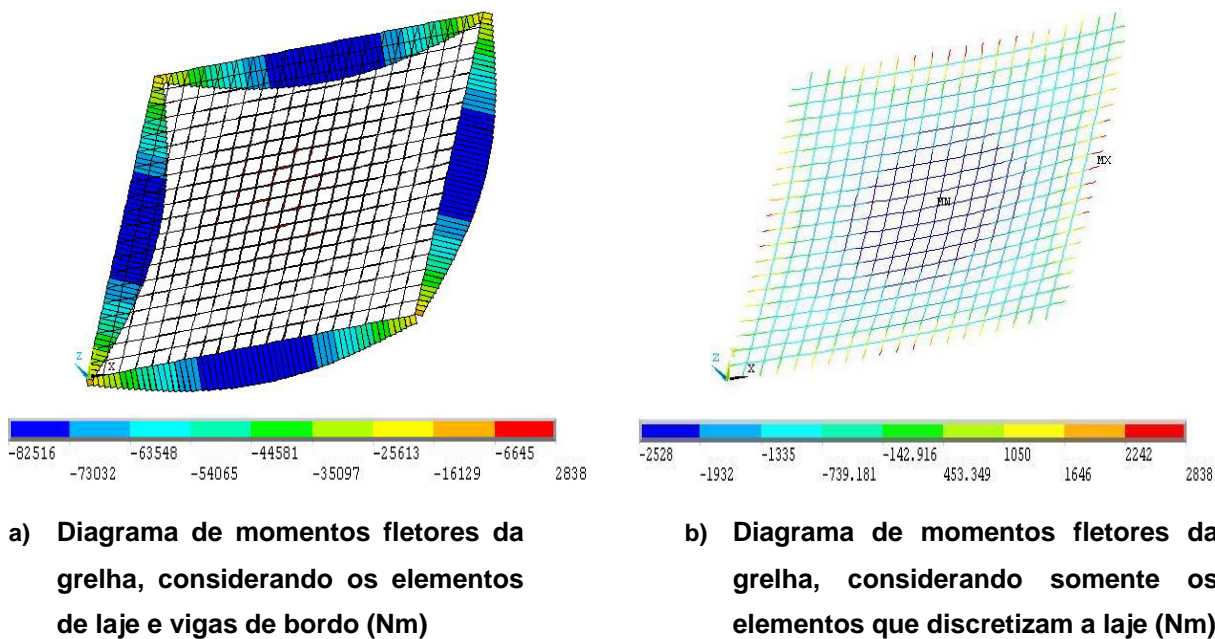 MX
MN
Z
X
Z
X
-82516 -63548 -44581 -25613 -6645
-73032 -54065 -35097 -16129 2838
-2528 -1335 -142.916 1050 2242
-1932 -739.181 453.349 1646 2838
a) Diagrama de momentos fletores da
grelha, considerando os elementos
de laje e vigas de bordo (Nm)
b) Diagrama de momentos fletores da
grelha, considerando somente os
elementos que discretizam a laje (Nm)